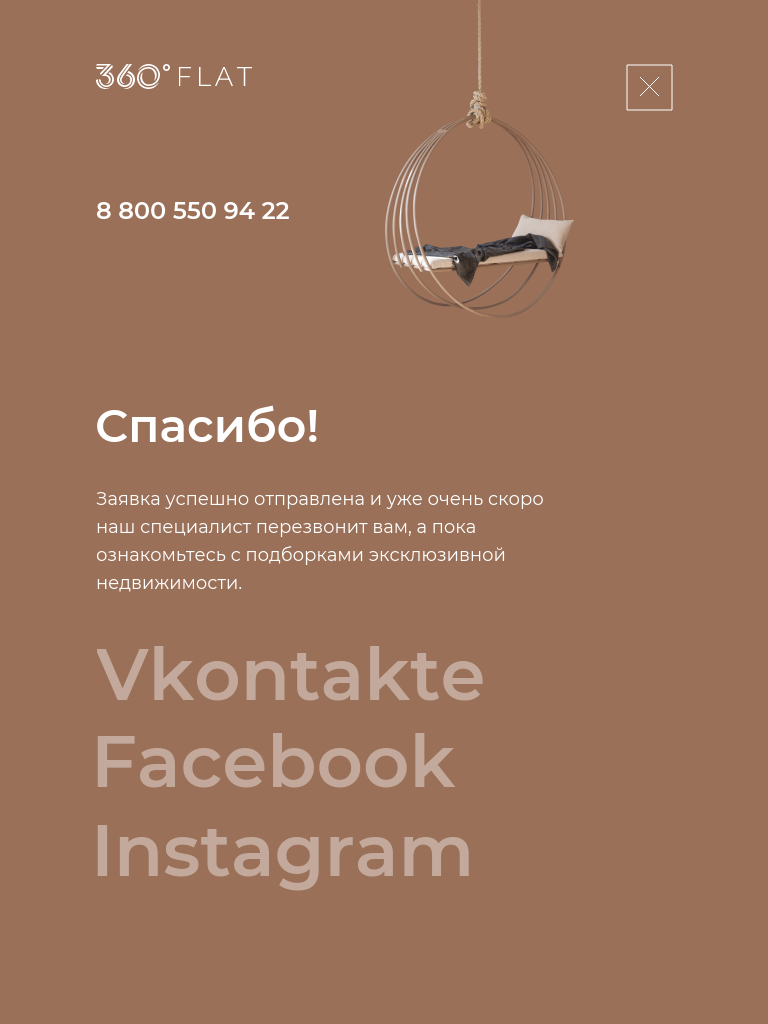 360° FLAT
8 800 550 94 22
Спасибо!
Заявка успешно отправлена и уже очень скоро
наш специалист перезвонит вам, а пока
ознакомьтесь с подборками эксклюзивной
недвижимости.
Vkontakte
Facebook
Instagram